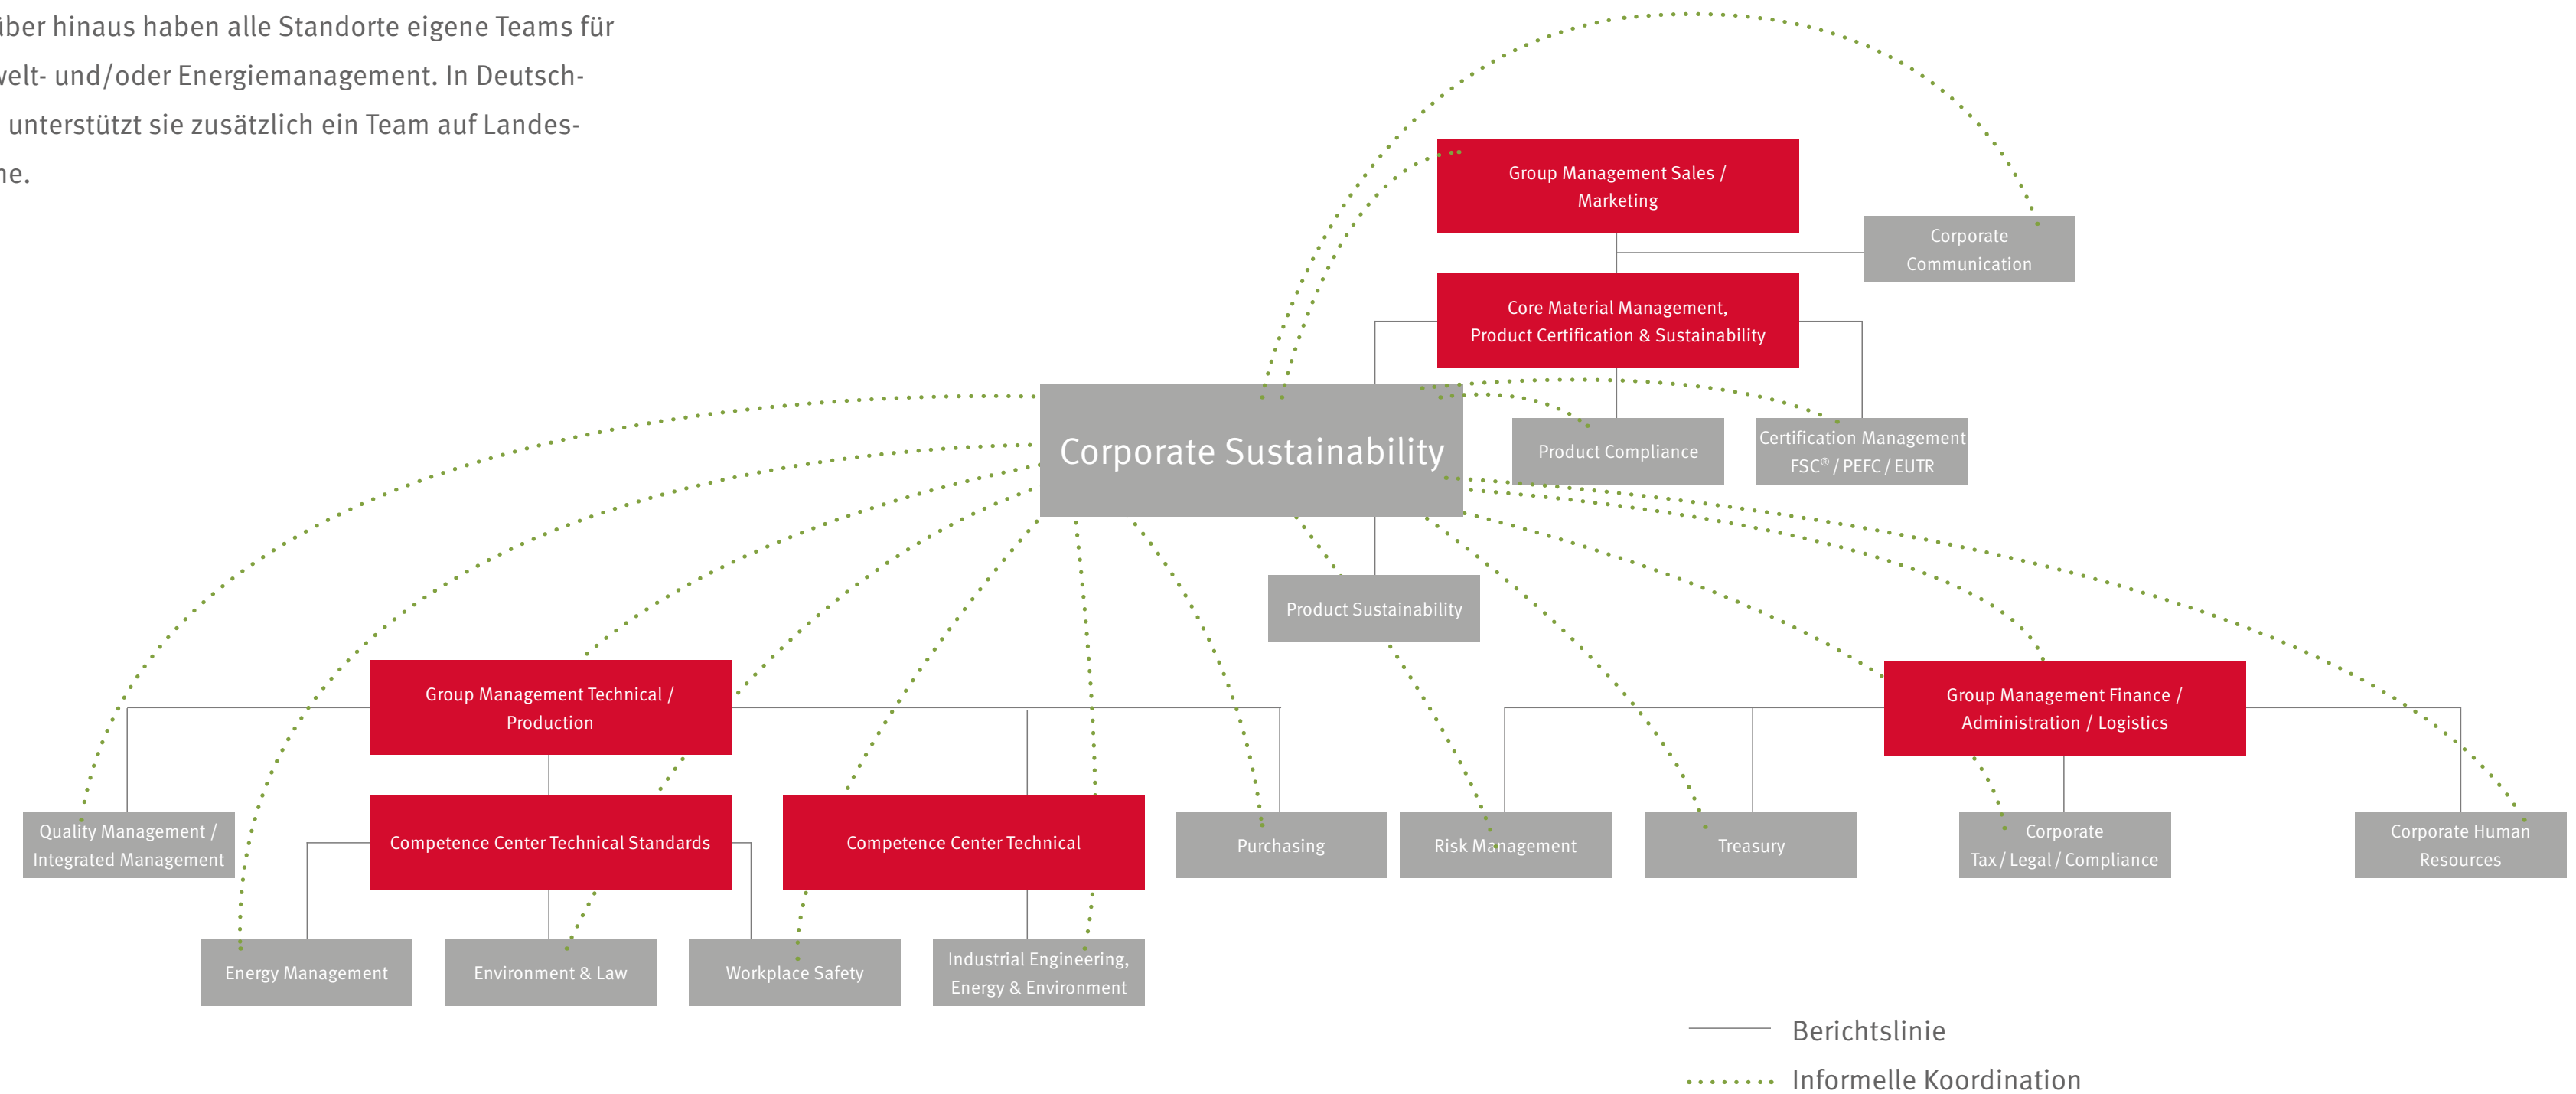 über hinaus haben alle Standorte eigene Teams für
welt- und/oder Energiemanagement. In Deutsch-
unterstützt sie zusätzlich ein Team auf Landes-
ne.
Group Management Sales /
Marketing
Corporate
Communication
Core Material Management,
Product Certification & Sustainability
Corporate Sustainability
Product Compliance
Certification Management
FSC® / PEFC / EUTR
Product Sustainability
Group Management Technical /
Production
Group Management Finance /
Administration / Logistics
Quality Management /
Integrated Management
Competence Center Technical Standards
Competence Center Technical
Purchasing
Risk Management
Treasury
Corporate
Tax / Legal / Compliance
Corporate Human
Resources
Energy Management
Environment & Law
Workplace Safety
Industrial Engineering,
Energy & Environment
Berichtslinie
Informelle Koordination